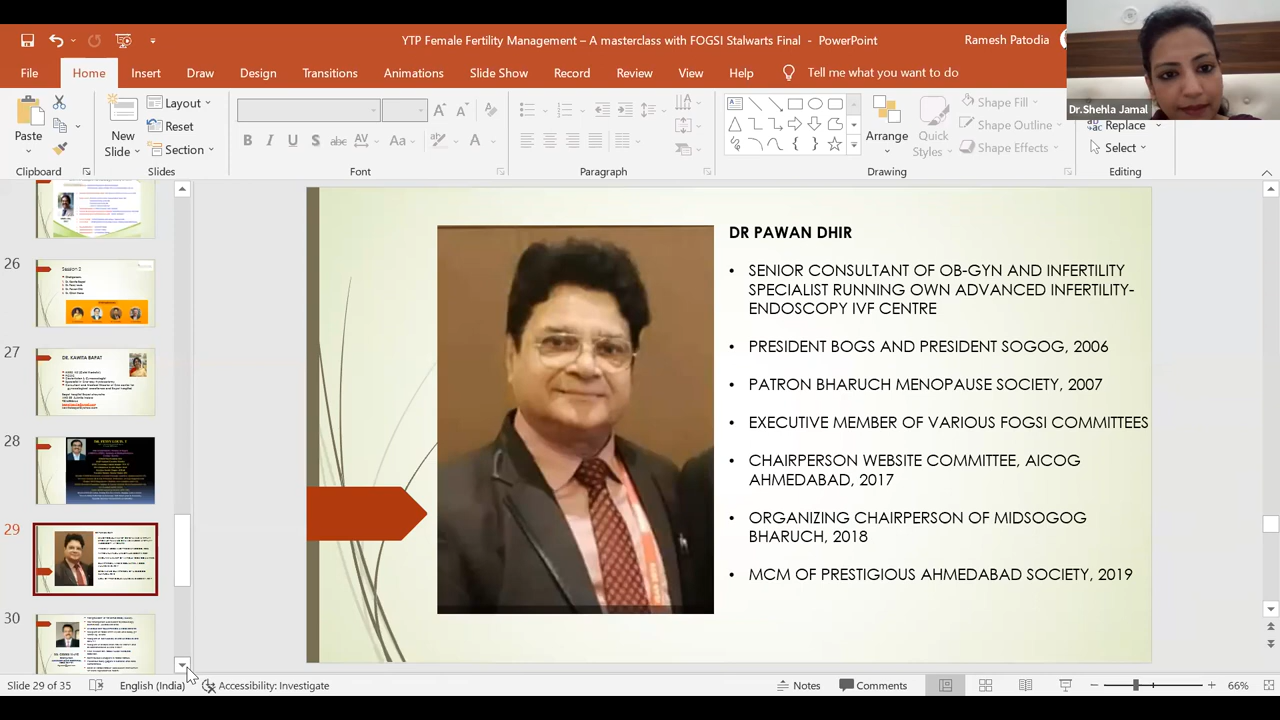 YTP Female Fertility Management – A masterclass with FOGSI Stalwarts Final - PowerPoint
Ramesh Patodia
File
Home
Insert
Draw
Design
Transitions
Animations
Slide Show
Record
Review
View
Help
Tell me what you want to do
Dr.Shehla Jamal
Paste
Clipboard
New
Slide
Layout
Reset
Section
Slides
Font
Paragraph
Arrange
Quick
Styles
Shape Fill
Shape Outline
Shape Effects
Drawing
Replace
Select
Editing
26
Session 2
27
DR. KAWITA BAPAT
28
29
30
DR PAWAN DHIR
• SENIOR CONSULTANT OF OB-GYN AND INFERTILITY
SPECIALIST RUNNING OWN ADVANCED INFERTILITY-
ENDOSCOPY IVF CENTRE
• PRESIDENT BOGS AND PRESIDENT SOGOG, 2006
• PATRON BHARUCH MENOPAUSE SOCIETY, 2007
• EXECUTIVE MEMBER OF VARIOUS FOGSI COMMITTEES
• CHAIRPERSON WEBSITE COMMITTEE, AICOG
AHMEDABAD, 2017
• ORGANIZING CHAIRPERSON OF MIDSOGOG
BHARUCH, 2018
• MCM OF PRESTIGIOUS AHMEDABAD SOCIETY, 2019
Slide 29 of 35
English (India)
Accessibility: Investigate
Notes
Comments
66%